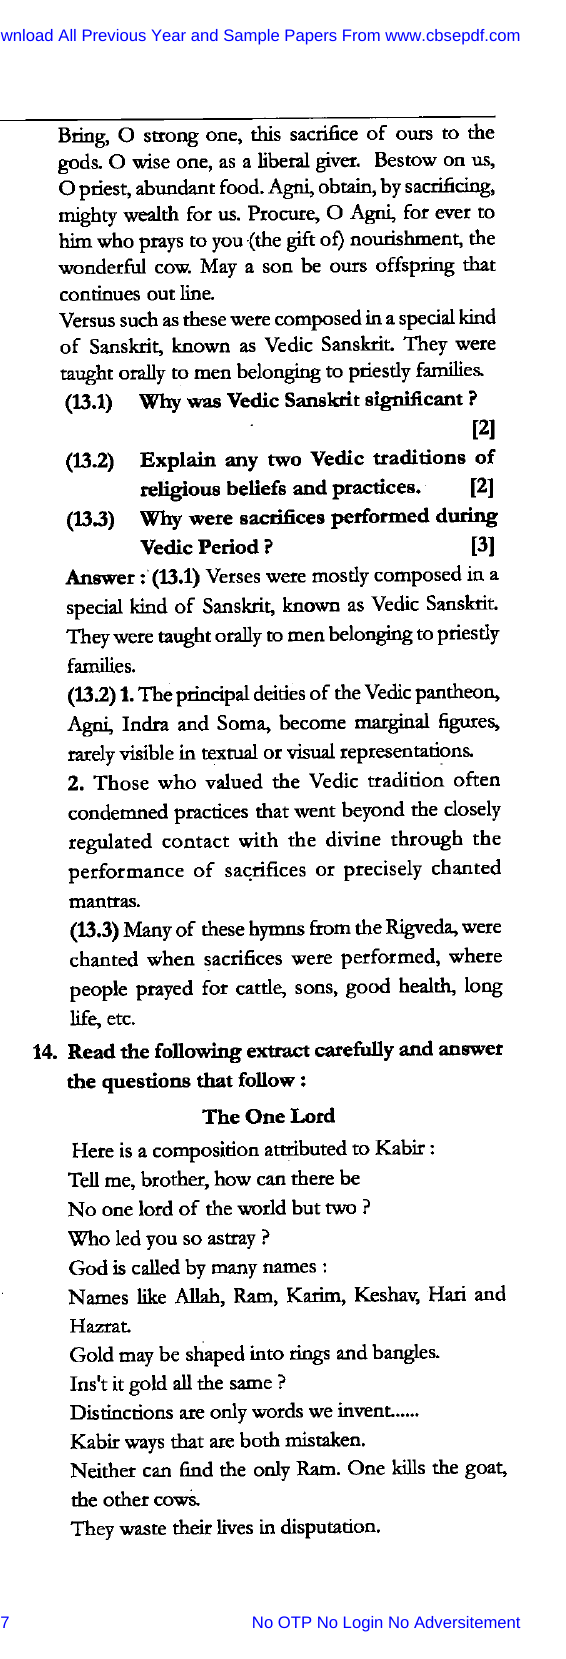 wnload All Previous Year and Sample Papers From www.cbsepdf.com
Bring, O strong one, this sacrifice of ours to the
gods. O wise one, as a liberal giver. Bestow on us,
O priest, abundant food. Agni, obtain, by sacrificing,
mighty wealth for us. Procure, O Agni, for ever to
him who prays to you (the gift of) nourishment, the
wonderful cow. May a son be ours offspring that
continues out line.
Versus such as these were composed in a special kind
of Sanskrit, known as Vedic Sanskrit. They were
taught orally to men belonging to priestly families.
(13.1) Why was Vedic Sanskrit significant ?
[2]
(13.2) Explain any two Vedic traditions of
religious beliefs and practices. [2]
(13.3) Why were sacrifices performed during
Vedic Period ? [3]
Answer : (13.1) Verses were mostly composed in a
special kind of Sanskrit, known as Vedic Sanskrit.
They were taught orally to men belonging to priestly
families.
(13.2) 1. The principal deities of the Vedic pantheon,
Agni, Indra and Soma, become marginal figures,
rarely visible in textual or visual representations.
2. Those who valued the Vedic tradition often
condemned practices that went beyond the closely
regulated contact with the divine through the
performance of sacrifices or precisely chanted
mantras.
(13.3) Many of these hymns from the Rigveda, were
chanted when sacrifices were performed, where
people prayed for cattle, sons, good health, long
life, etc.
14. Read the following extract carefully and answer
the questions that follow :
The One Lord
Here is a composition attributed to Kabir :
Tell me, brother, how can there be
No one lord of the world but two ?
Who led you so astray ?
God is called by many names :
Names like Allah, Ram, Karim, Keshav, Hari and
Hazrat.
Gold may be shaped into rings and bangles.
Ins't it gold all the same ?
Distinctions are only words we invent......
Kabir ways that are both mistaken.
Neither can find the only Ram. One kills the goat,
the other cows.
They waste their lives in disputation.
7 No OTP No Login No Adversitement